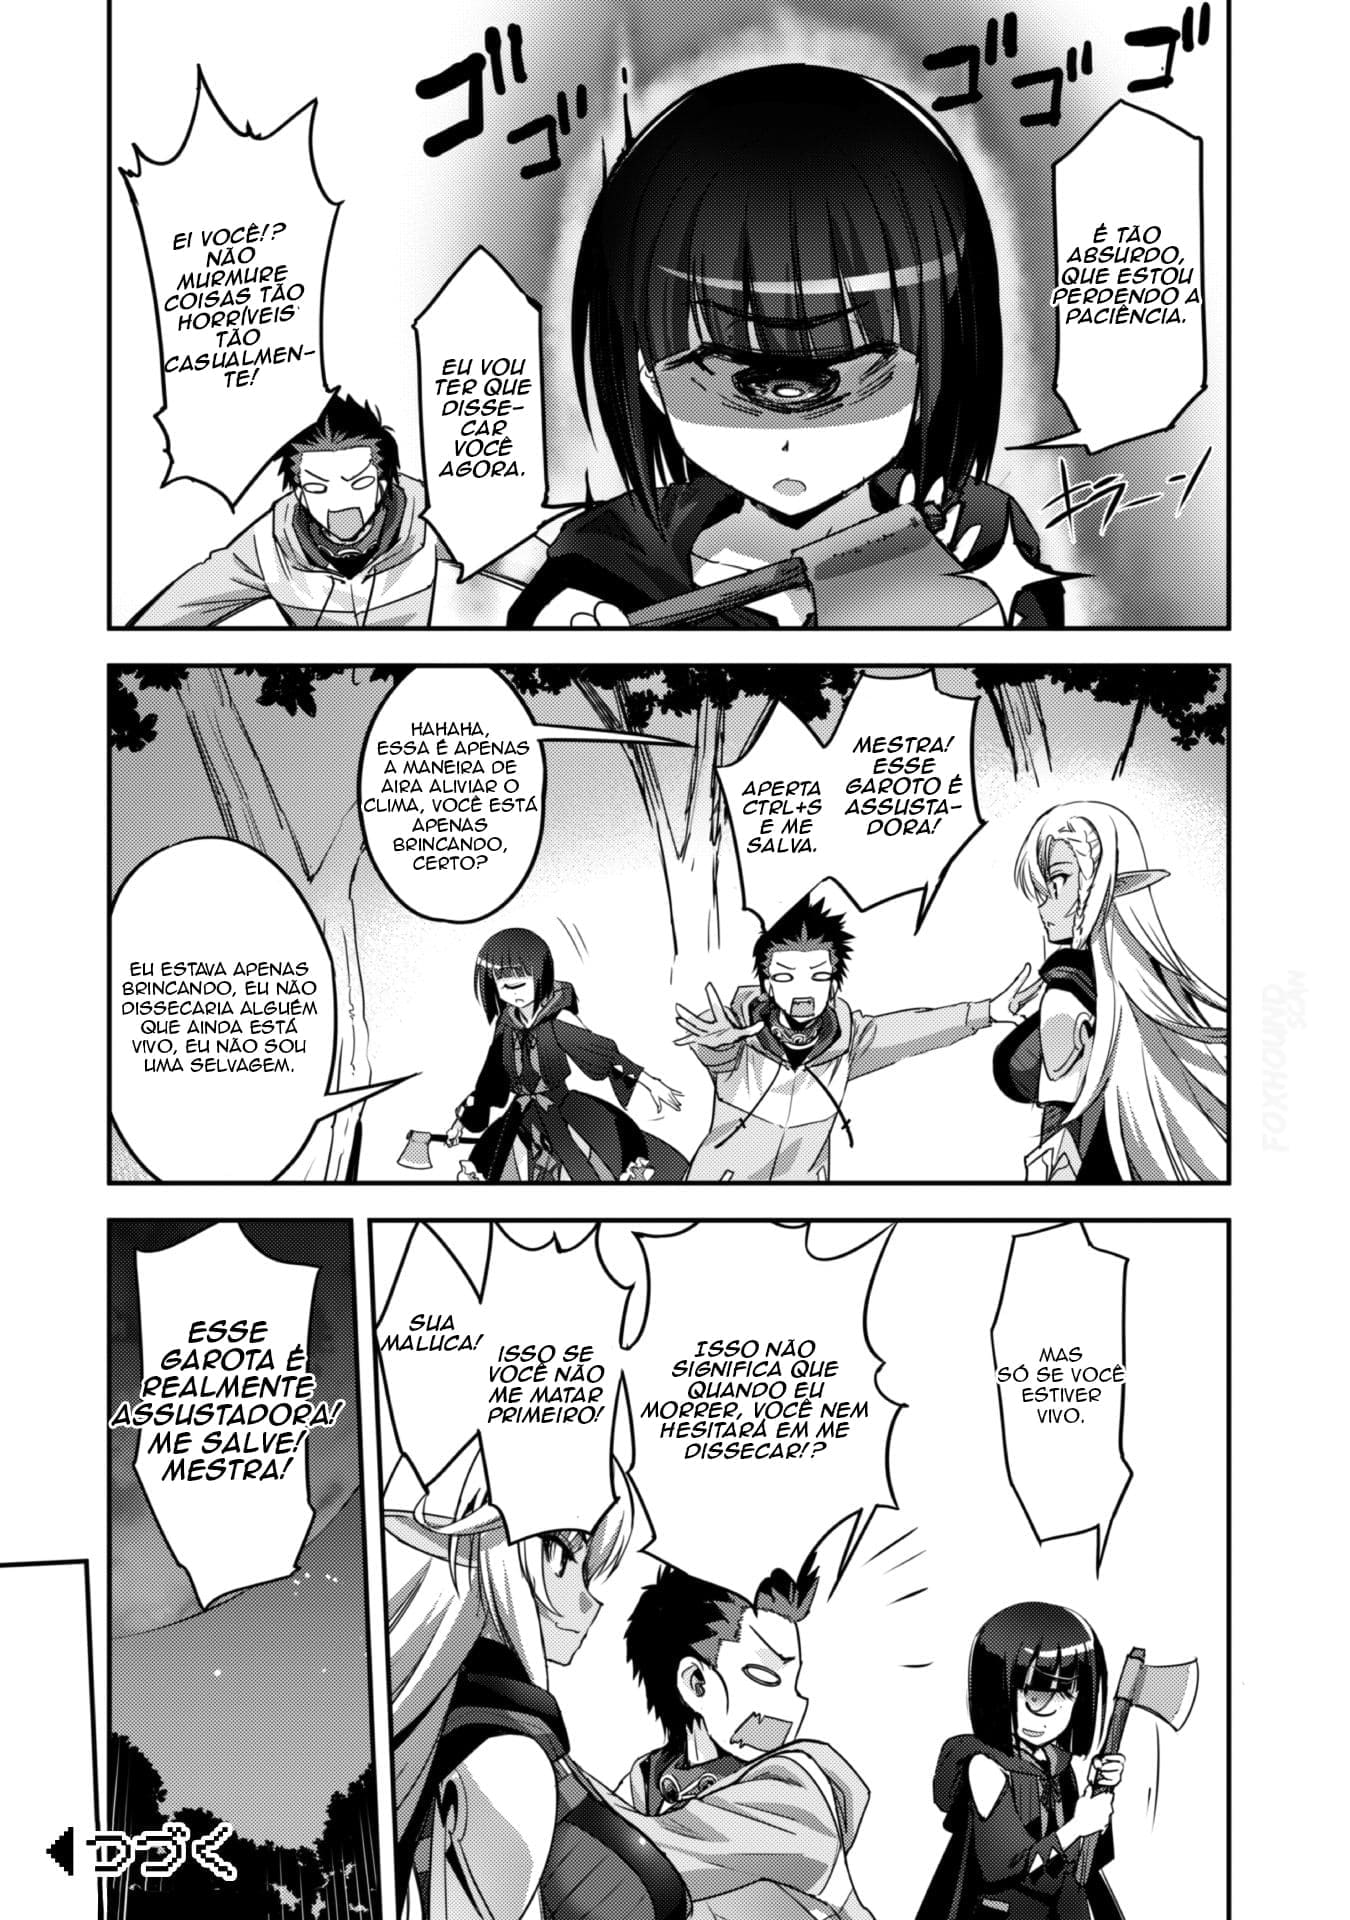 ゴゴゴゴゴ
É TÃO
ABSURDO,
QUE ESTOU
PERDENDO A
PACIÊNCIA.
EU VOU
TER QUE
DISSE-
CAR
VOCÊ
AGORA.
EI VOCÊ!?
NÃO
MURMURE
COISAS TÃO
HORRÍVEIS
TÃO
CASUALMEN-
TE!
キラーン
MESTRA!
ESSE
GAROTO É
ASSUSTA-
DORA!
APERTA
CTRL+S
E ME
SALVA.
HAHAHA,
ESSA É APENAS
A MANEIRA DE
AIRA ALIVIAR O
CLIMA, VOCÊ ESTÁ
APENAS
BRINCANDO,
CERTO?
EU ESTAVA APENAS
BRINCANDO, EU NÃO
DISSECARIA ALGUÉM
QUE AINDA ESTÁ
VIVO, EU NÃO SOU
UMA SELVAGEM.
MAS
SÓ SE VOCÊ
ESTIVER
VIVO.
ISSO NÃO
SIGNIFICA QUE
QUANDO EU
MORRER, VOCÊ NEM
HESITARÁ EM ME
DISSECAR!?
ISSO SE
VOCÊ NÃO
ME MATAR
PRIMEIRO!
SUA
MALUCA!
ESSE
GAROTA É
REALMENTE
ASSUSTADORA!
ME SALVE!
MESTRA!
つづく
FOXHOUND
SCAN